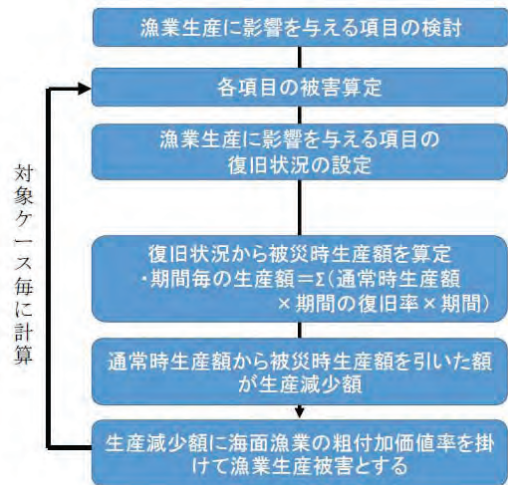 漁業生産に影響を与える項目の検討
各項目の被害算定
漁業生産に影響を与える項目の
復旧状況の設定
復旧状況から被災時生産額を算定
・期間毎の生産額＝Σ（通常時生産額
×期間の復旧率×期間）
通常時生産額から被災時生産額を引いた額
が生産減少額
生産減少額に海面漁業の粗付加価値率を掛
けて漁業生産被害とする
対象ケース毎に計算